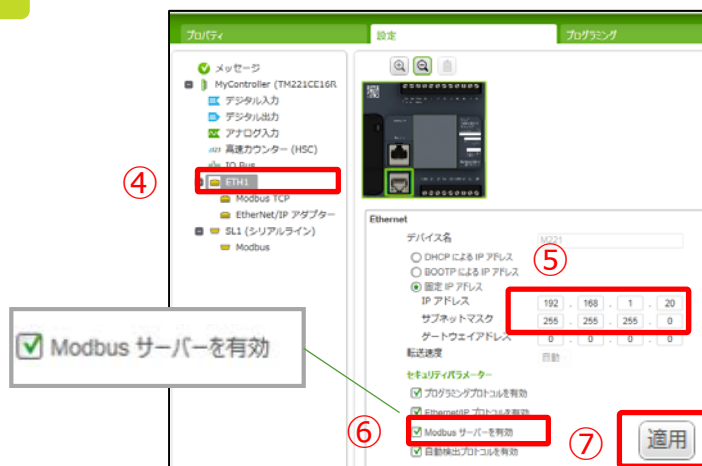 プロパティ
設定
プログラミング
メッセージ
MyController (TM221CE16R
デジタル入力
デジタル出力
アナログ入力
高速カウンター (HSC)
IO Bus
④
ETH1
Modbus TCP
EtherNet/IP アダプター
SL1 (シリアルライン)
Modbus
Ethernet
デバイス名 M221
DHCP による IP アドレス
⑤
BOOTP による IP アドレス
固定 IP アドレス
IP アドレス 192 . 168 . 1 . 20
サブネットマスク 255 . 255 . 255 . 0
ゲートウェイアドレス 0 . 0 . 0 . 0
転送速度 自動
セキュリティパラメーター
プログラミングプロトコルを有効
Ethernet/IP プロトコルを有効
⑥
Modbus サーバーを有効
自動検出プロトコルを有効
Modbus サーバーを有効
⑦
適用